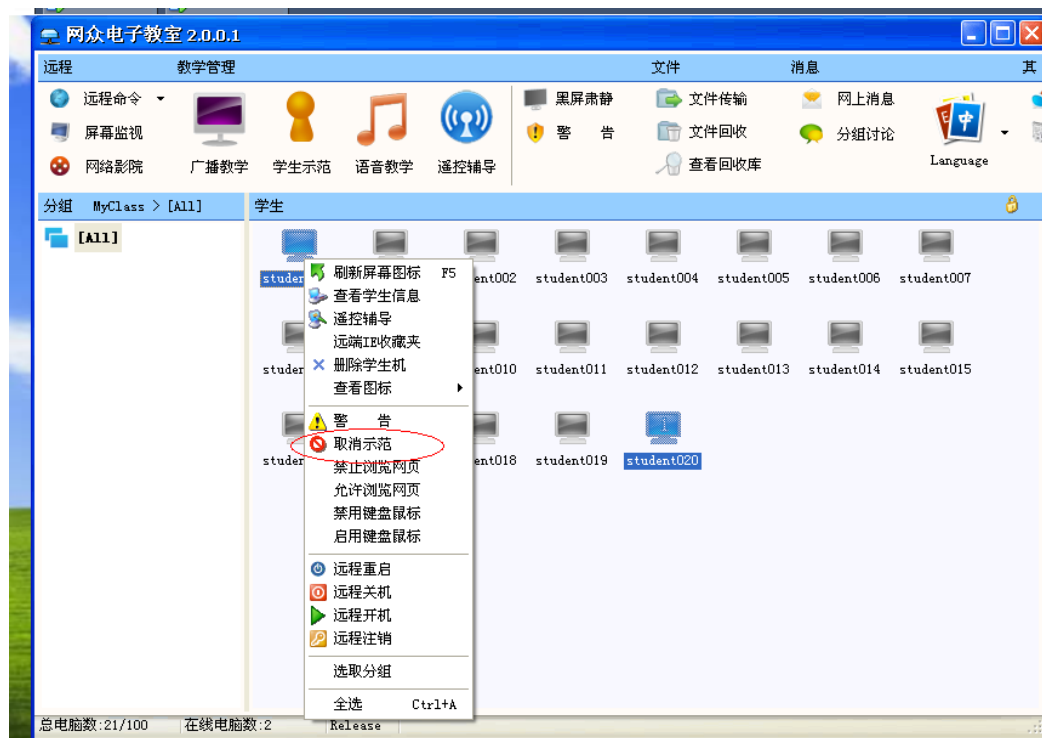 网众电子教室 2.0.0.1
远程 教学管理 文件 消息 其
远程命令
屏幕监视
网络影院
广播教学 学生示范 语音教学 遥控辅导
黑屏肃静
警 告
文件传输
文件回收
查看回收库
网上消息
分组讨论
E 中
Language
分组 MyClass > [All] 学生
[All]
studen ent002 student003 student004 student005 student006 student007
studen ent010 student011 student012 student013 student014 student015
1
studen ent018 student019 student020
刷新屏幕图标 F5
查看学生信息
遥控辅导
远端IE收藏夹
删除学生机
查看图标
警 告
取消示范
禁止浏览网页
允许浏览网页
禁用键盘鼠标
启用键盘鼠标
远程重启
远程关机
远程开机
远程注销
选取分组
全选 Ctrl+A
总电脑数:21/100 在线电脑数:2 Release